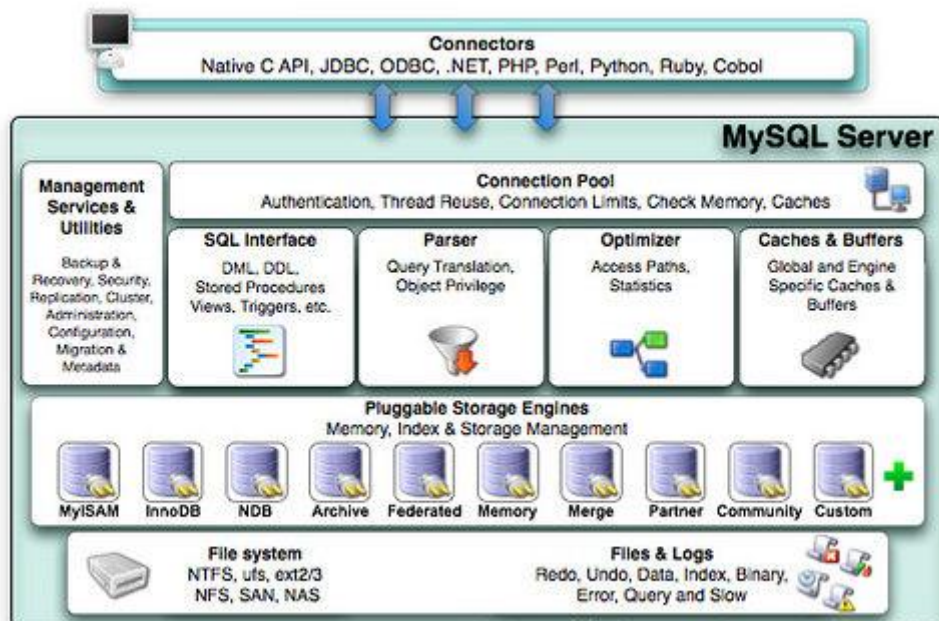 Connectors
Native C API, JDBC, ODBC, .NET, PHP, Perl, Python, Ruby, Cobol
MySQL Server
Management
Services &
Utilities
Backup &
Recovery, Security,
Replication, Cluster,
Administration,
Configuration,
Migration &
Metadata
Connection Pool
Authentication, Thread Reuse, Connection Limits, Check Memory, Caches
SQL Interface
DML, DDL,
Stored Procedures
Views, Triggers, etc.
Parser
Query Translation,
Object Privilege
Optimizer
Access Paths,
Statistics
Caches & Buffers
Global and Engine
Specific Caches &
Buffers
Pluggable Storage Engines
Memory, Index & Storage Management
MyISAM
InnoDB
NDB
Archive
Federated
Memory
Merge
Partner
Community
Custom
File system
NTFS, ufs, ext2/3
NFS, SAN, NAS
Files & Logs
Redo, Undo, Data, Index, Binary,
Error, Query and Slow